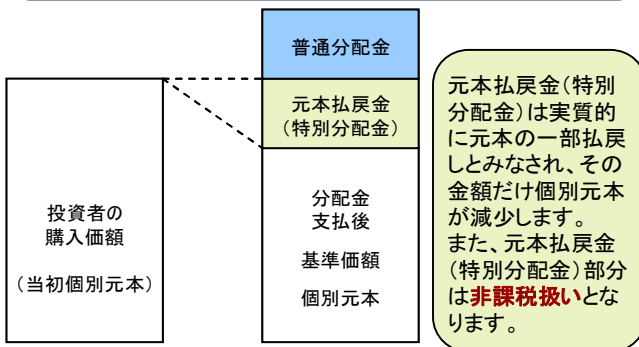 普通分配金
元本払戻金
(特別分配金)
投資者の
購入価額
(当初個別元本)
分配金
支払後
基準価額
個別元本
元本払戻金(特別
分配金)は実質的
に元本の一部払戻
しとみなされ、その
金額だけ個別元本
が減少します。
また、元本払戻金
(特別分配金)部分
は非課税扱いとな
ります。